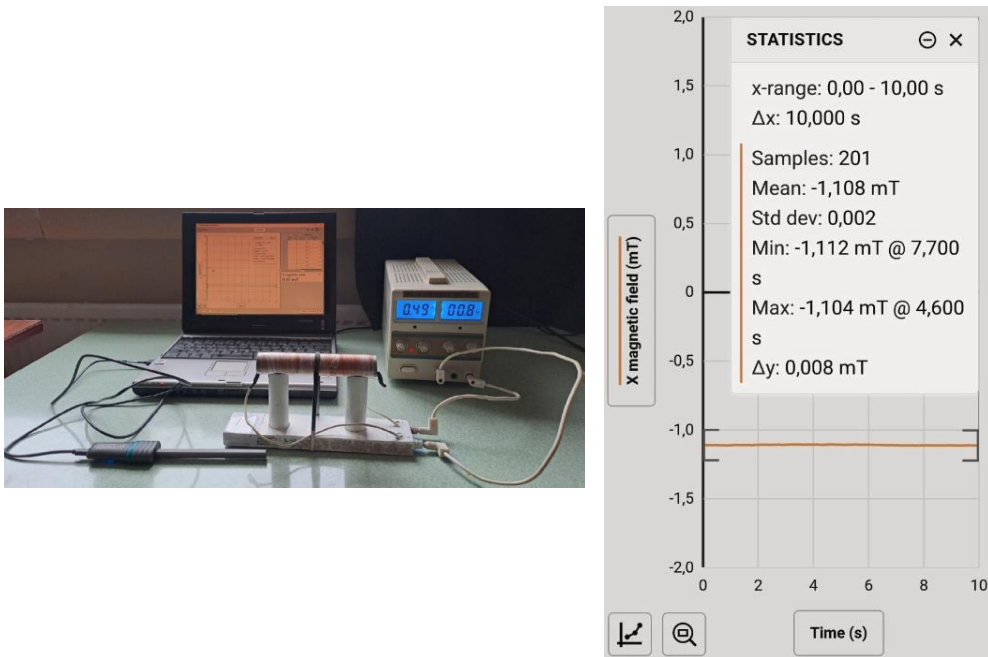 0.49
00.8
2,0
1,5
1,0
0,5
0
-0,5
-1,0
-1,5
-2,0
X magnetic field (mT)
STATISTICS
x-range: 0,00 - 10,00 s
Δx: 10,000 s
Samples: 201
Mean: -1,108 mT
Std dev: 0,002
Min: -1,112 mT @ 7,700
s
Max: -1,104 mT @ 4,600
s
Δy: 0,008 mT
0
2
4
6
8
10
Time (s)